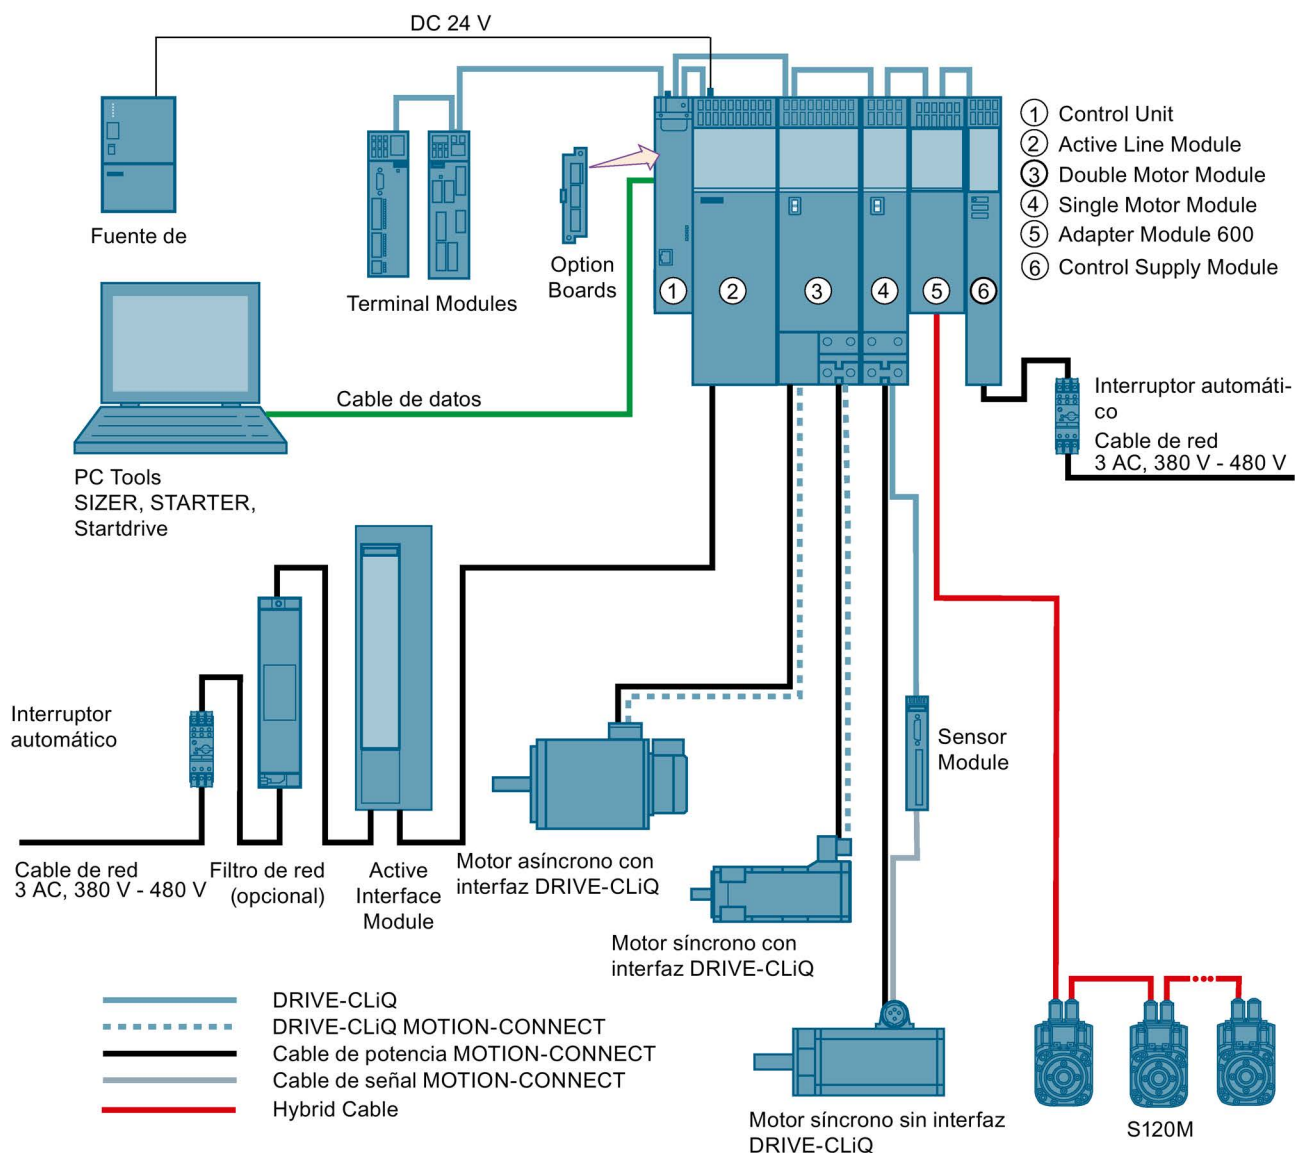 DC 24 V
Fuente de
Terminal Modules
Option
Boards
1 Control Unit
2 Active Line Module
3 Double Motor Module
4 Single Motor Module
5 Adapter Module 600
6 Control Supply Module
1
2
3
4
5
6
Cable de datos
PC Tools
SIZER, STARTER,
Startdrive
Interruptor automáti-
co
Cable de red
3 AC, 380 V - 480 V
Interruptor
automático
Cable de red
3 AC, 380 V - 480 V
Filtro de red
(opcional)
Active
Interface
Module
Motor asíncrono con
interfaz DRIVE-CLiQ
Motor síncrono con
interfaz DRIVE-CLiQ
Sensor
Module
DRIVE-CLiQ
DRIVE-CLiQ MOTION-CONNECT
Cable de potencia MOTION-CONNECT
Cable de señal MOTION-CONNECT
Hybrid Cable
Motor síncrono sin interfaz
DRIVE-CLiQ
S120M